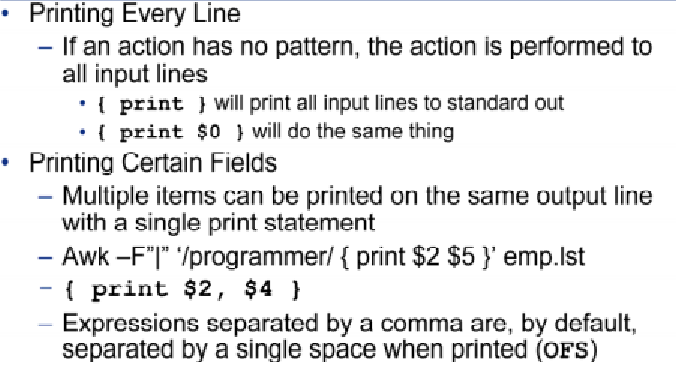 • Printing Every Line
– If an action has no pattern, the action is performed to
all input lines
• { print } will print all input lines to standard out
• { print $0 } will do the same thing
• Printing Certain Fields
– Multiple items can be printed on the same output line
with a single print statement
– Awk –F”|” ‘/programmer/ { print $2 $5 }’ emp.lst
– { print $2, $4 }
– Expressions separated by a comma are, by default,
separated by a single space when printed (OFS)